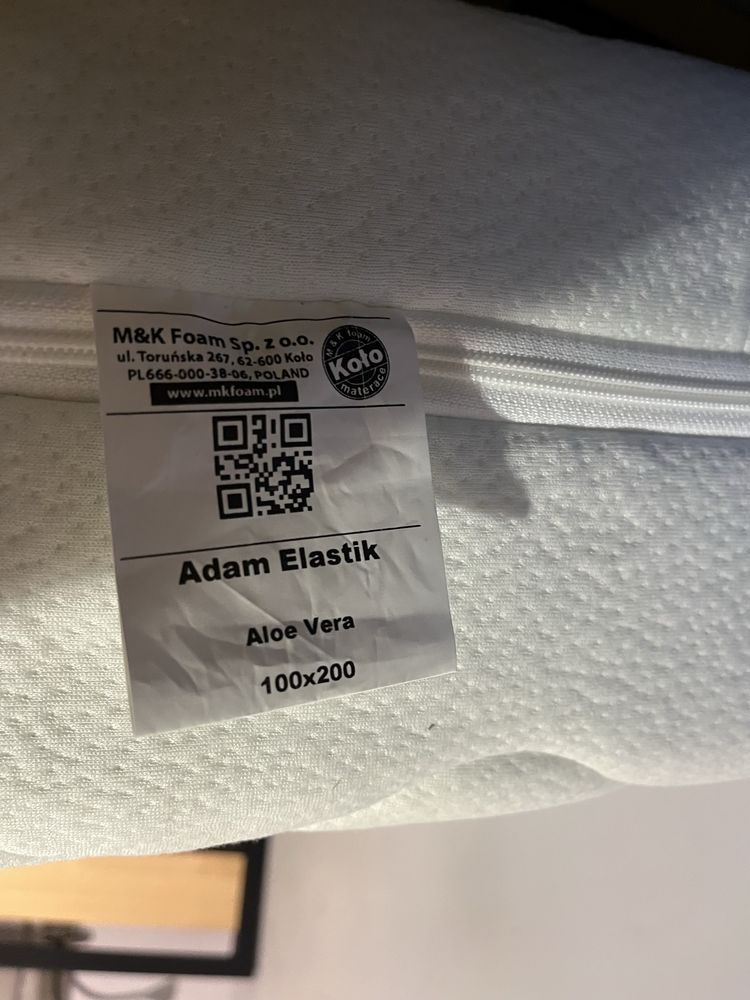 M&K Foam Sp. z o.o.
ul. Toruńska 267, 62-600 Koło
PL666-000-38-06, POLAND
www.mkfoam.pl
M&K foam
Koło
materace
Adam Elastik
Aloe Vera
100x200